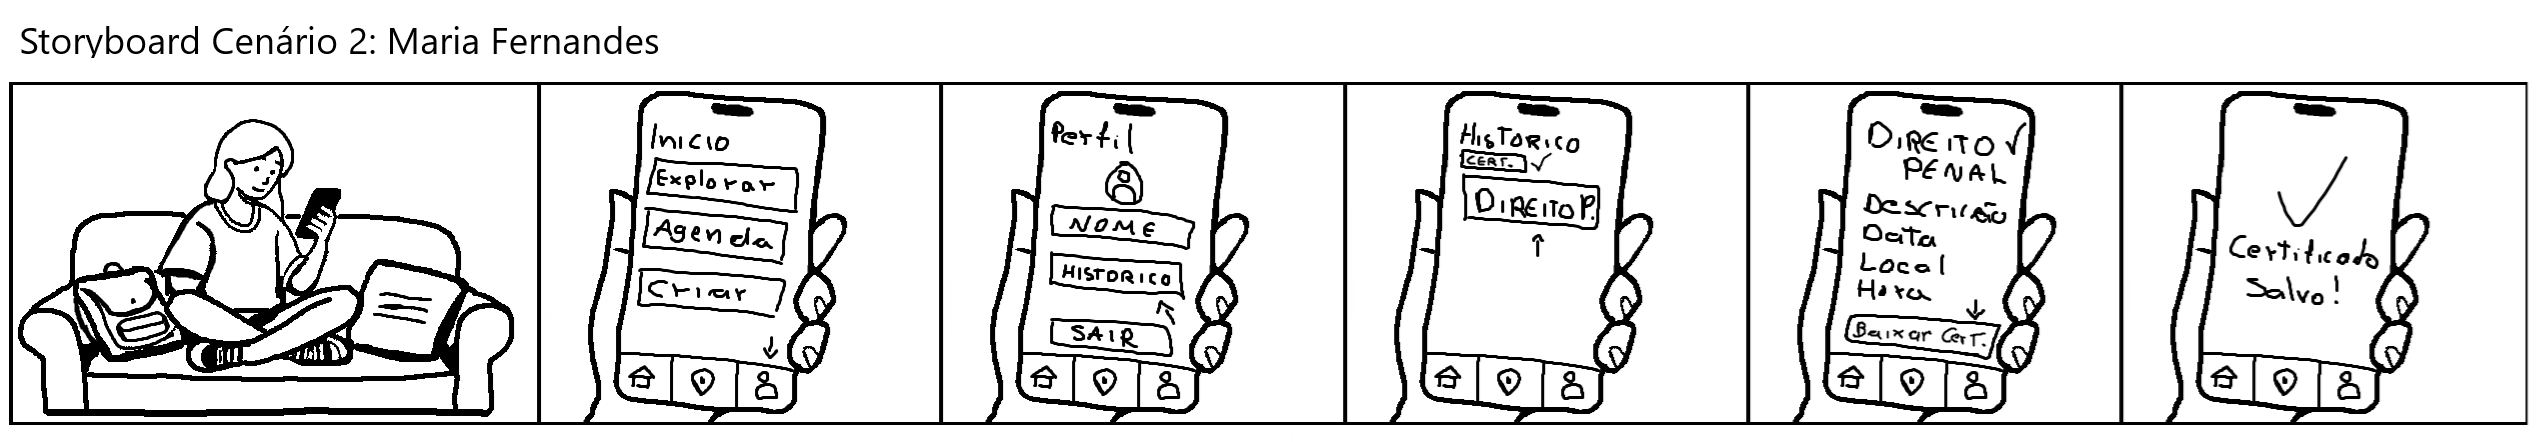 Storyboard Cenário 2: Maria Fernandes
Inicio
Explorar
Agenda
Criar
Perfil
NOME
HISTORICO
SAIR
HISTORICO
CERT. ✓
DIREITO P.
DIREITO ✓
PENAL
Descrição
Data
Local
Hora
Baixar Cert.
Certificado
Salvo!